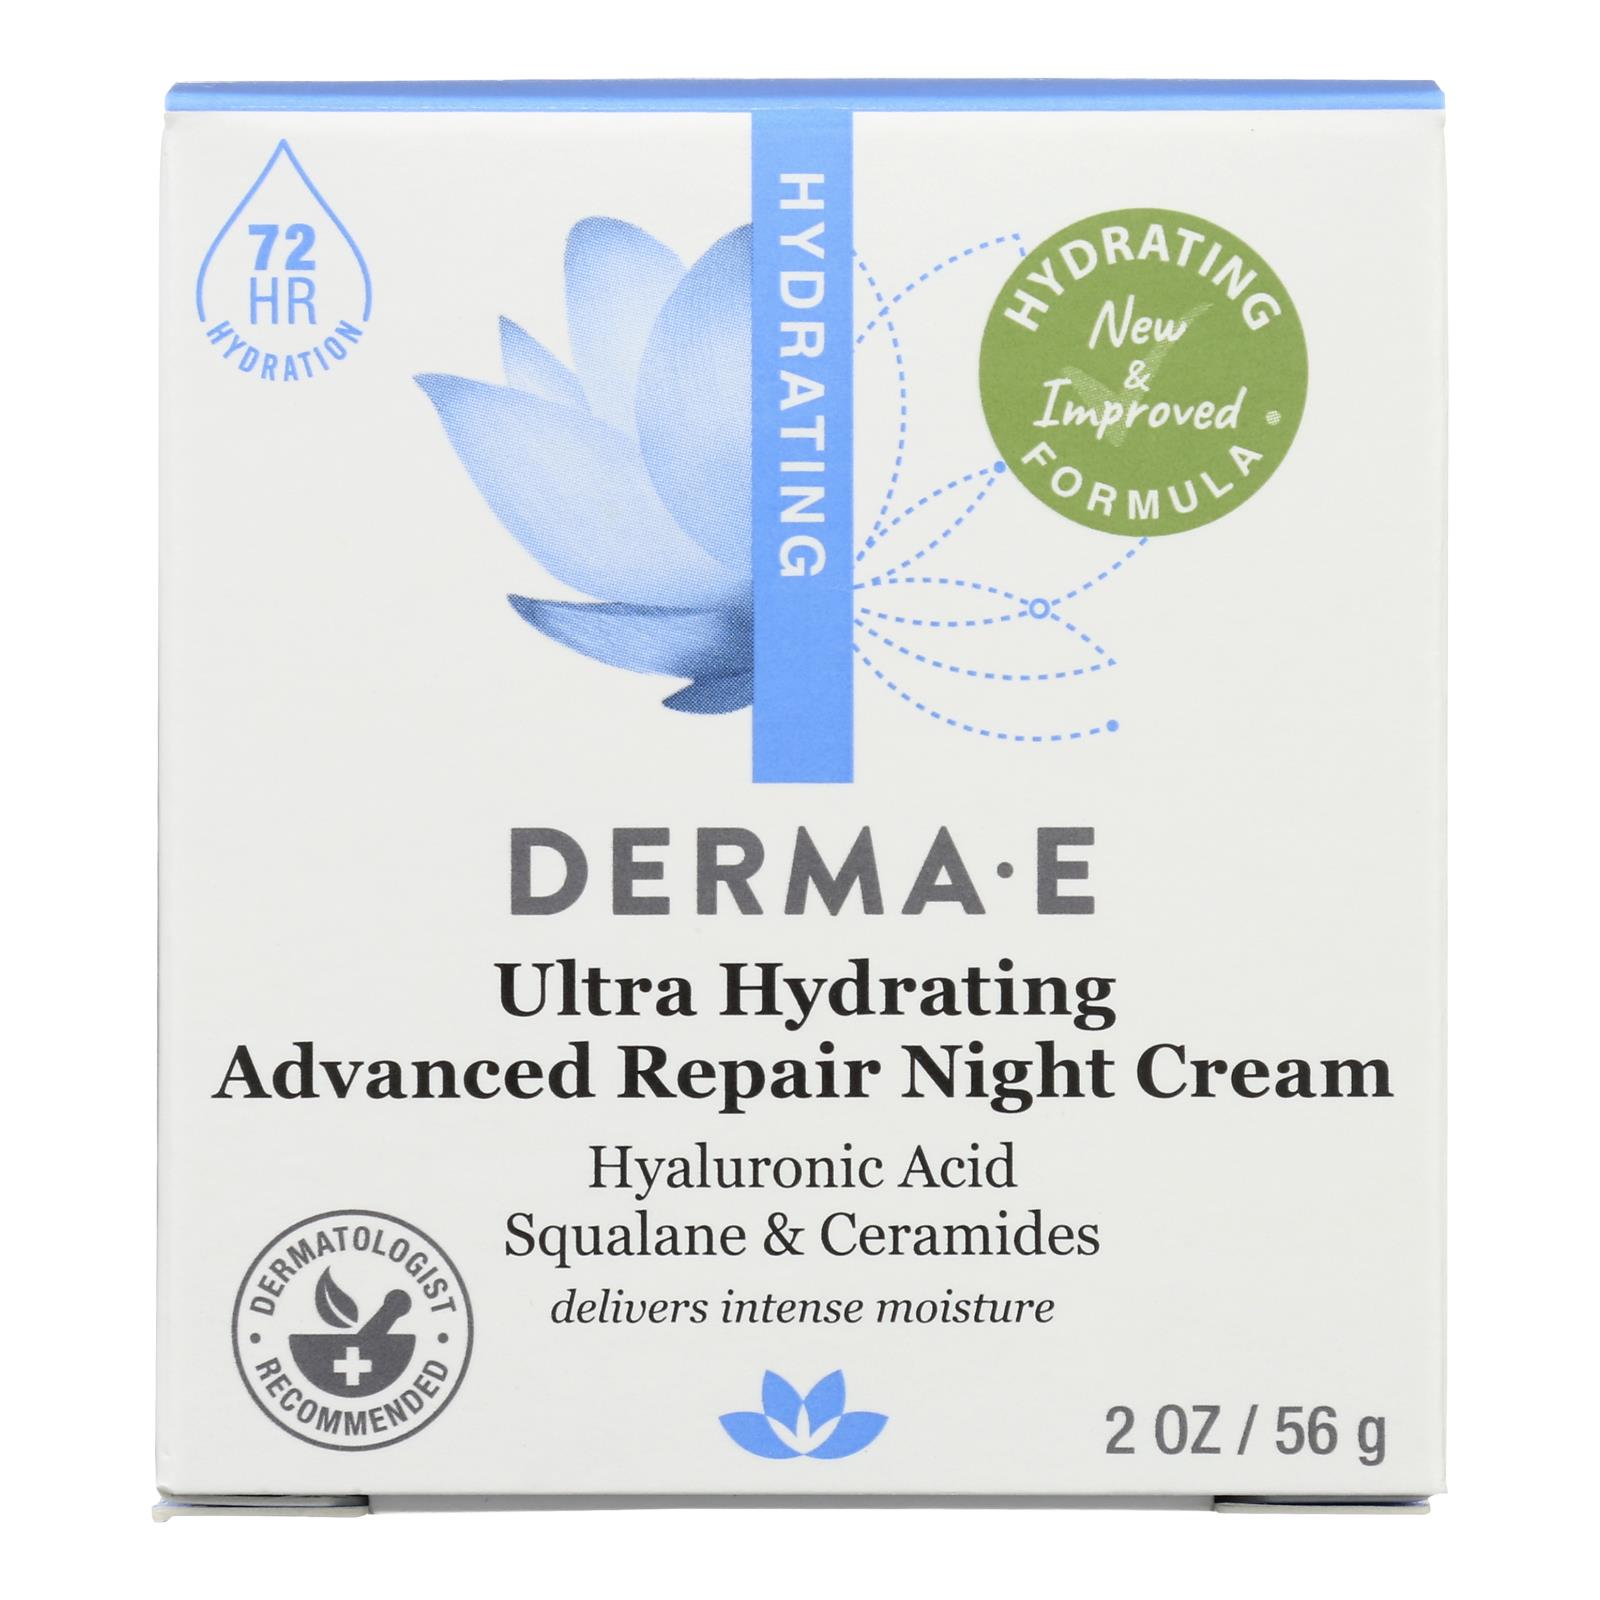 72
HR
HYDRATION
HYDRATING
HYDRATING
New
&
Improved
FORMULA
DERMA·E
Ultra Hydrating
Advanced Repair Night Cream
Hyaluronic Acid
Squalane & Ceramides
delivers intense moisture
DERMATOLOGIST
RECOMMENDED
2 OZ / 56 g